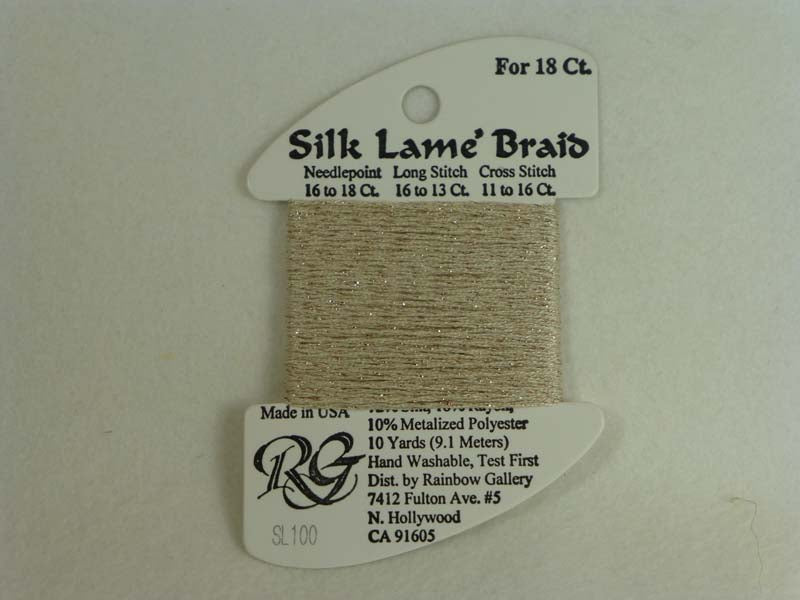 For 18 Ct.
Silk Lame' Braid
Needlepoint Long Stitch Cross Stitch
16 to 18 Ct. 16 to 13 Ct. 11 to 16 Ct.
Made in USA
10% Metalized Polyester
10 Yards (9.1 Meters)
Hand Washable, Test First
Dist. by Rainbow Gallery
7412 Fulton Ave. #5
N. Hollywood
CA 91605
RG
SL100